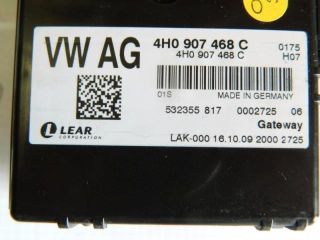 VW AG
4H0 907 468 C 0175
4H0 907 468 C H07
01S MADE IN GERMANY
532355 817 0002725 06
Gateway
LEAR
CORPORATION
LAK-000 16.10.09 2000 2725